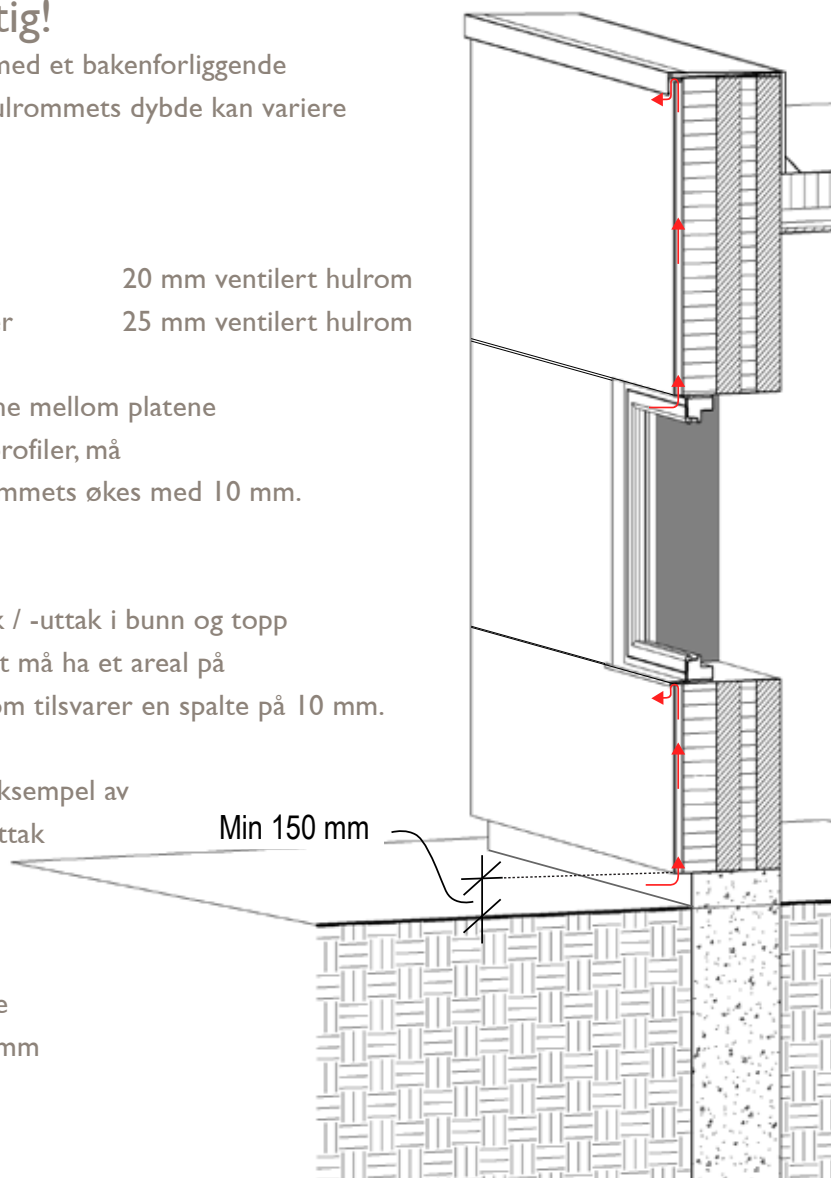 tig!
med et bakenforliggende
ulrommets dybde kan variere
20 mm ventilert hulrom
er 25 mm ventilert hulrom
ne mellom platene
rofiler, må
mmets økes med 10 mm.
k / -uttak i bunn og topp
t må ha et areal på
om tilsvarer en spalte på 10 mm.
ksempel av
ttak
Min 150 mm
e
mm